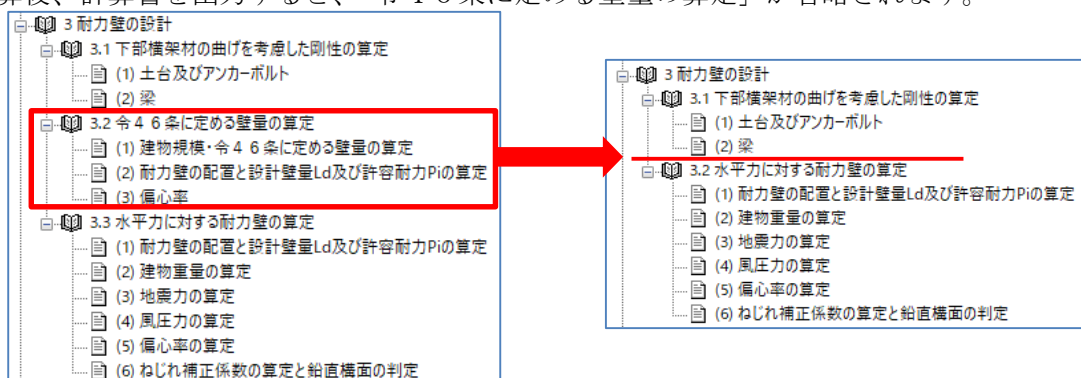 算後、計算書を出力すると、「令４６条に定める壁量の算定」が省略されます。
3 耐力壁の設計
3.1 下部横架材の曲げを考慮した剛性の算定
(1) 土台及びアンカーボルト
(2) 梁
3.2 令４６条に定める壁量の算定
(1) 建物規模・令４６条に定める壁量の算定
(2) 耐力壁の配置と設計壁量Ld及び許容耐力Piの算定
(3) 偏心率
3.3 水平力に対する耐力壁の算定
(1) 耐力壁の配置と設計壁量Ld及び許容耐力Piの算定
(2) 建物重量の算定
(3) 地震力の算定
(4) 風圧力の算定
(5) 偏心率の算定
(6) ねじれ補正係数の算定と鉛直構面の判定
3 耐力壁の設計
3.1 下部横架材の曲げを考慮した剛性の算定
(1) 土台及びアンカーボルト
(2) 梁
3.2 水平力に対する耐力壁の算定
(1) 耐力壁の配置と設計壁量Ld及び許容耐力Piの算定
(2) 建物重量の算定
(3) 地震力の算定
(4) 風圧力の算定
(5) 偏心率の算定
(6) ねじれ補正係数の算定と鉛直構面の判定